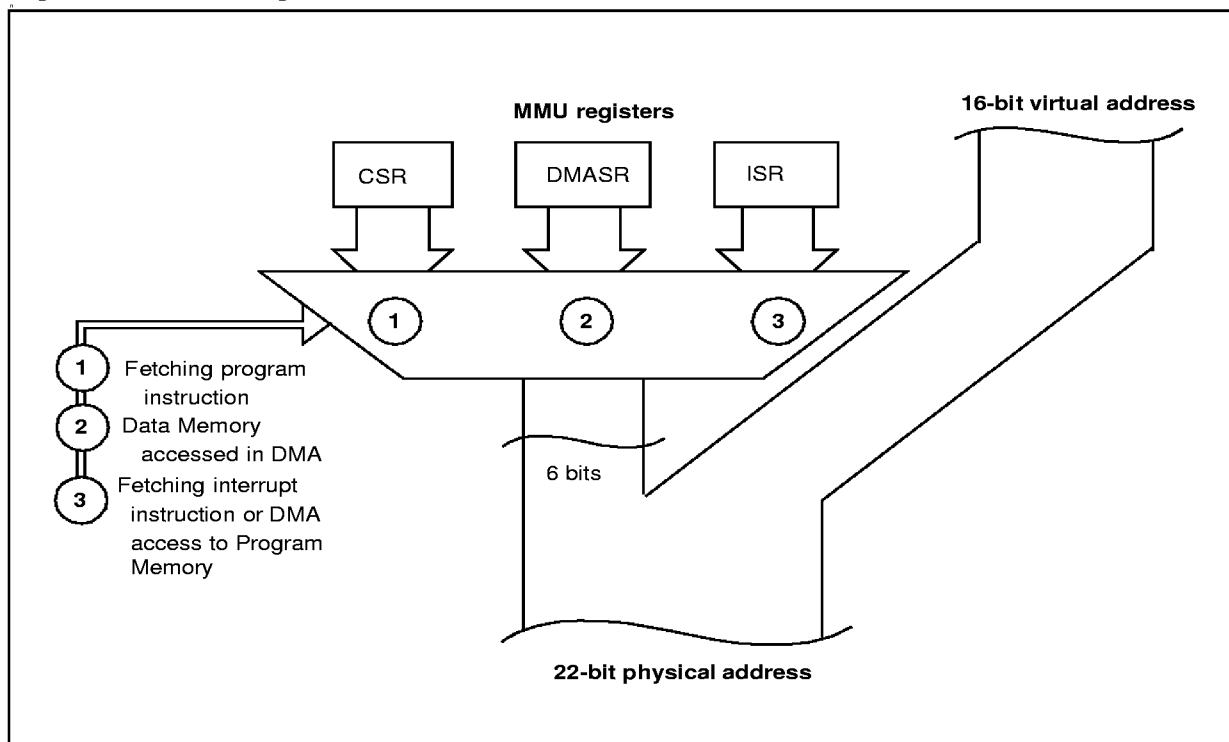 16-bit virtual address
MMU registers
CSR
DMASR
ISR
1
2
3
1
Fetching program
instruction
2
Data Memory
accessed in DMA
3
Fetching interrupt
instruction or DMA
access to Program
Memory
6 bits
22-bit physical address